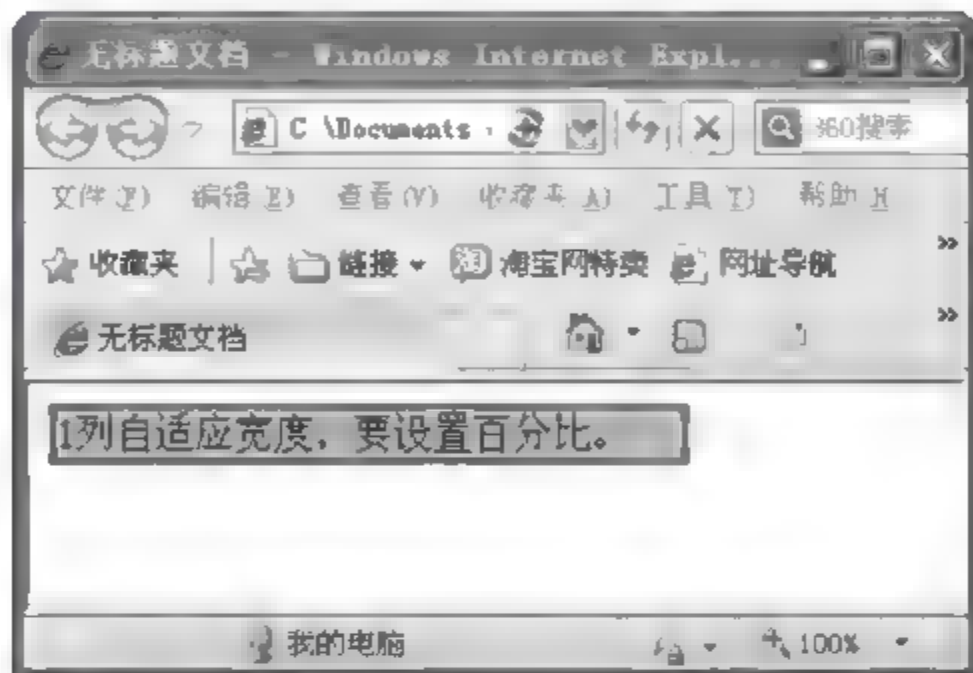 无标题文档 - Windows Internet Expl...
C \Documents 360搜索
文件 F) 编辑 E) 查看 (V) 收藏夹 A) 工具 T) 帮助 H
收藏夹 链接 淘 淘宝网特卖 网址导航 »
无标题文档 »
1列自适应宽度,要设置百分比。
我的电脑 100%